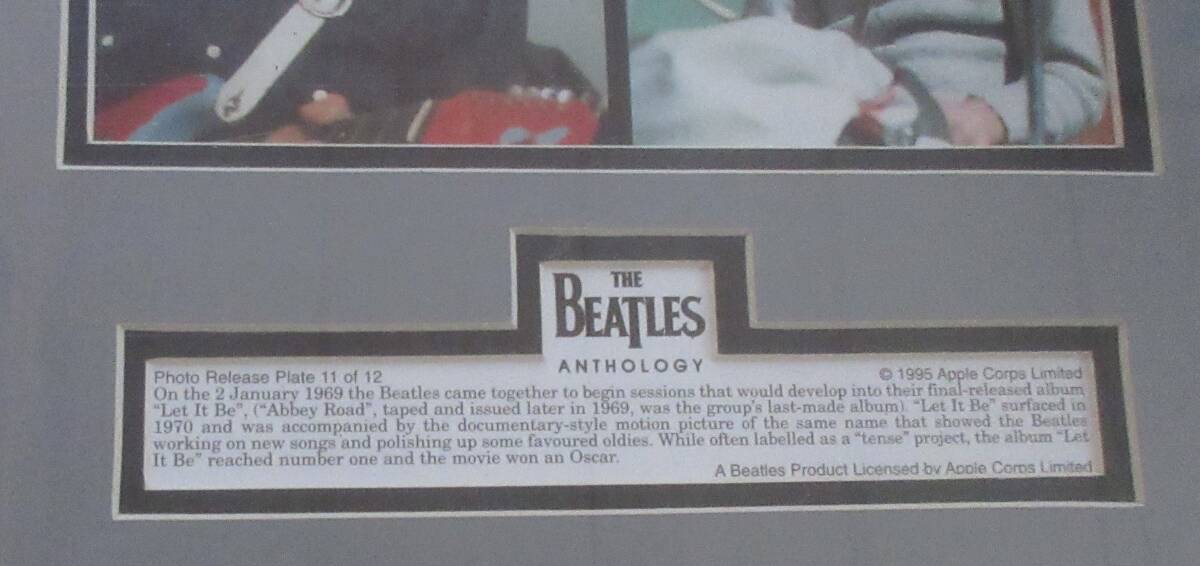 THE
BEATLES
ANTHOLOGY
Photo Release Plate 11 of 12
© 1995 Apple Corps Limited
On the 2 January 1969 the Beatles came together to begin sessions that would develop into their final-released album
"Let It Be", ("Abbey Road", taped and issued later in 1969, was the group's last-made album). "Let It Be" surfaced in
1970 and was accompanied by the documentary-style motion picture of the same name that showed the Beatles
working on new songs and polishing up some favoured oldies. While often labelled as a "tense" project, the album "Let
It Be" reached number one and the movie won an Oscar.
A Beatles Product Licensed by Apple Corps Limited